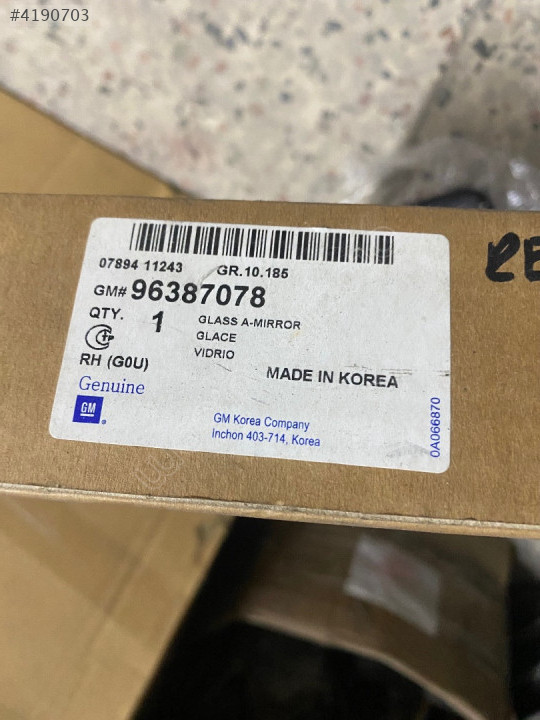 #4190703
07894 11243 GR.10.185
GM# 96387078
QTY. 1 GLASS A-MIRROR
GLACE
VIDRIO
RH (G0U)
MADE IN KOREA
Genuine
GM
GM Korea Company
Inchon 403-714, Korea
0A066870